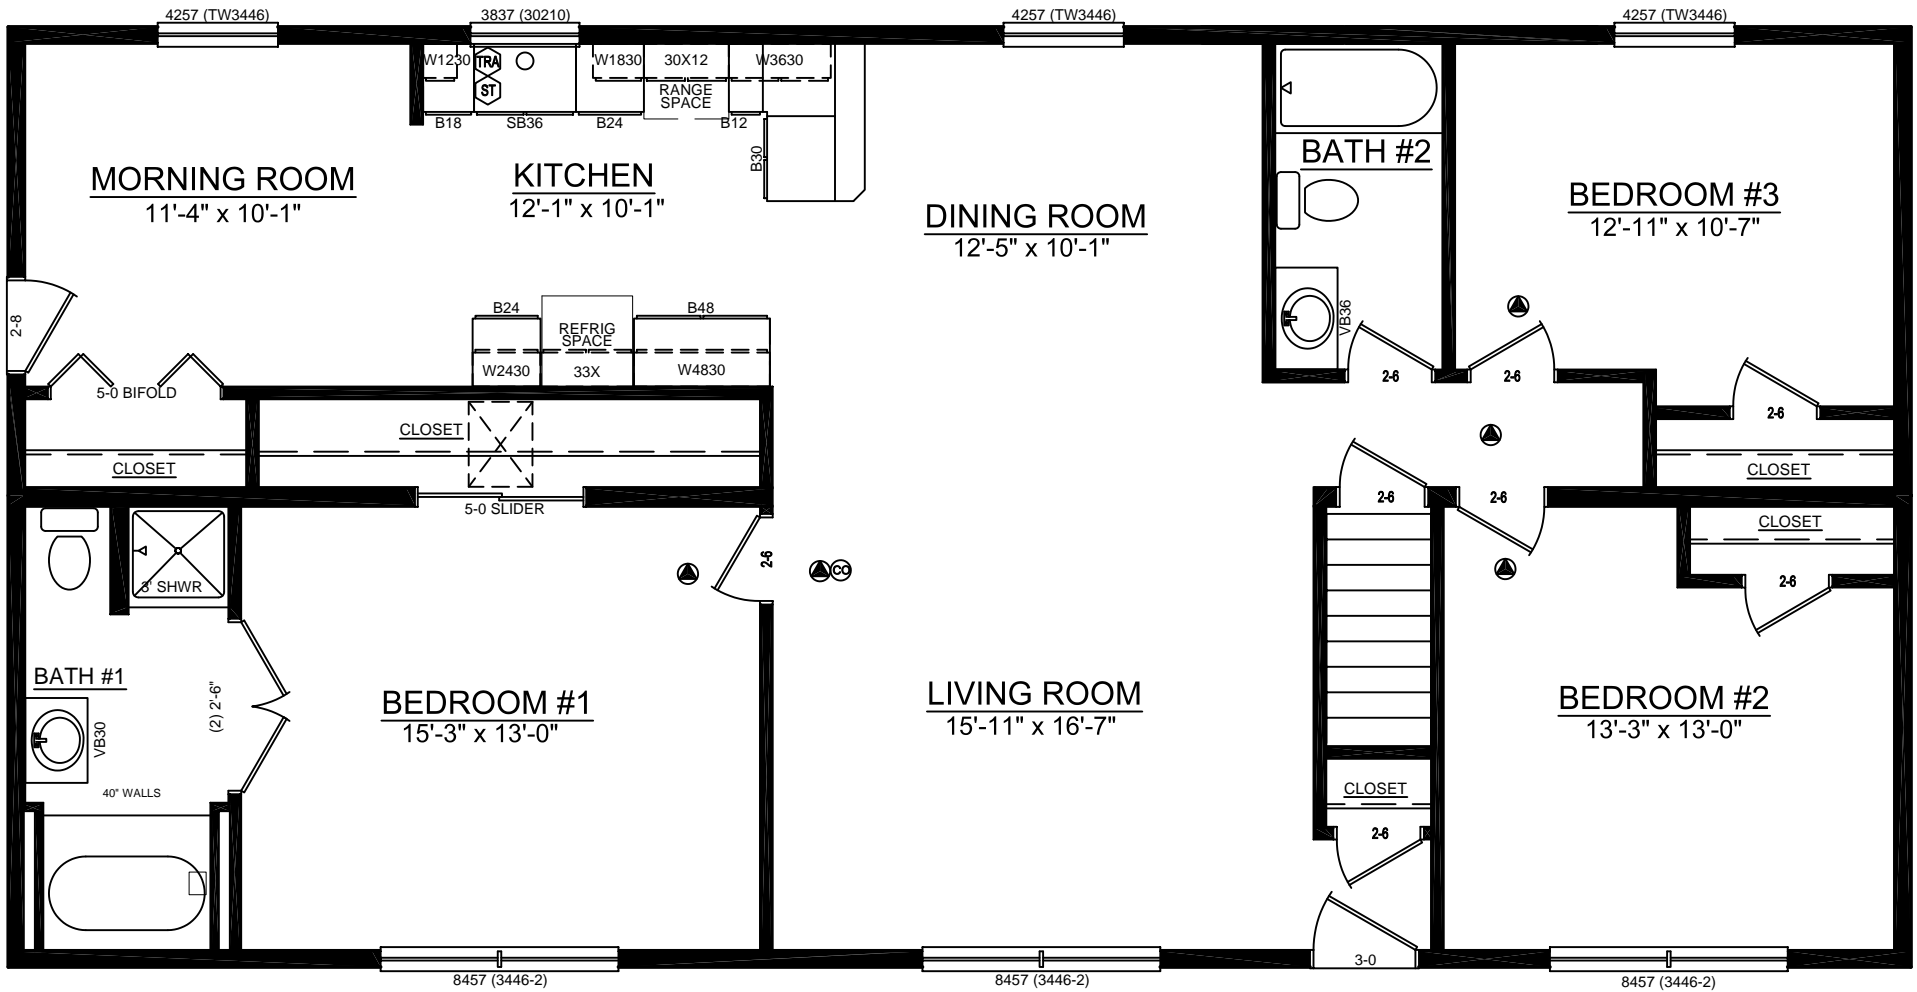 4257 (TW3446)
3837 (30210)
4257 (TW3446)
4257 (TW3446)
W1230
TRA
ST
W1830
30X12
W3630
RANGE
SPACE
B18
SB36
B24
B12
B30
MORNING ROOM
11'-4" x 10'-1"
KITCHEN
12'-1" x 10'-1"
DINING ROOM
12'-5" x 10'-1"
BATH #2
BEDROOM #3
12'-11" x 10'-7"
2-8
B24
REFRIG
SPACE
B48
W2430
33X
W4830
VB36
2-6
2-6
2-6
5-0 BIFOLD
CLOSET
CLOSET
CLOSET
5-0 SLIDER
2-6
2-6
CLOSET
2-6
CO
2-6
3' SHWR
BATH #1
(2) 2'-6"
VB30
40" WALLS
BEDROOM #1
15'-3" x 13'-0"
LIVING ROOM
15'-11" x 16'-7"
BEDROOM #2
13'-3" x 13'-0"
CLOSET
2-6
3-0
8457 (3446-2)
8457 (3446-2)
8457 (3446-2)